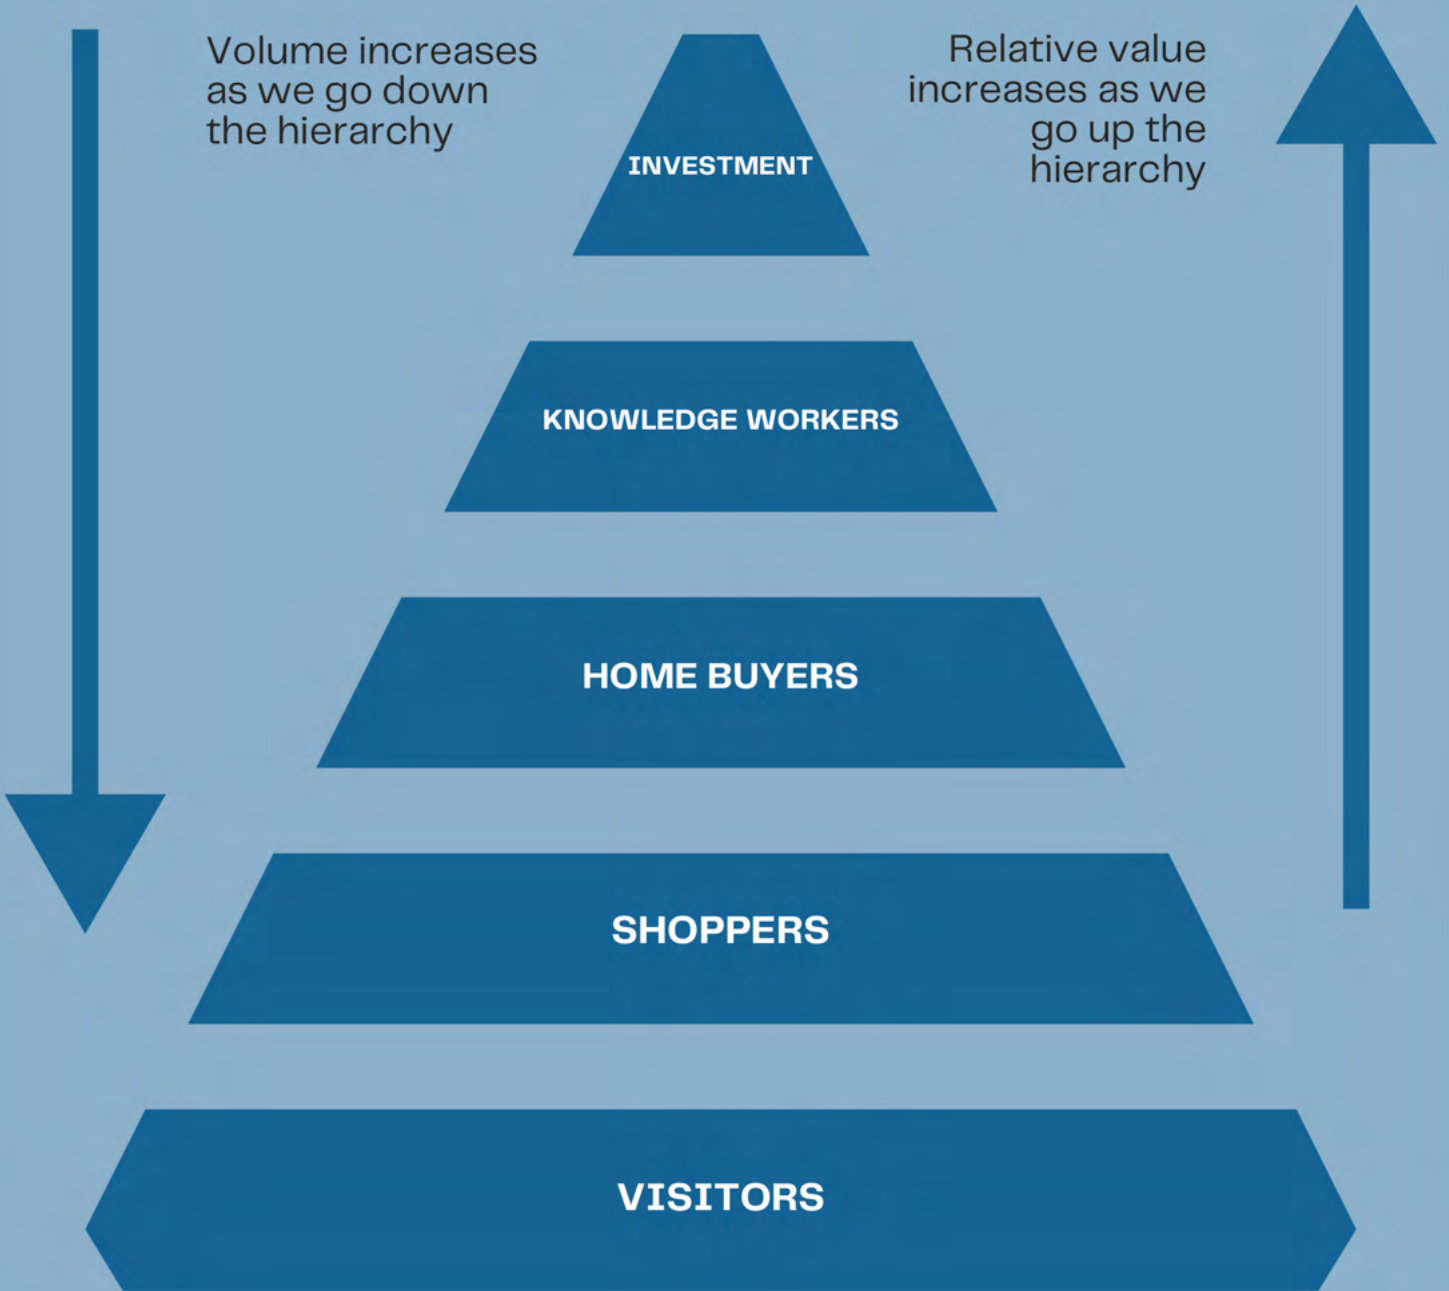 Volume increases
as we go down
the hierarchy
Relative value
increases as we
go up the
hierarchy
INVESTMENT
KNOWLEDGE WORKERS
HOME BUYERS
SHOPPERS
VISITORS